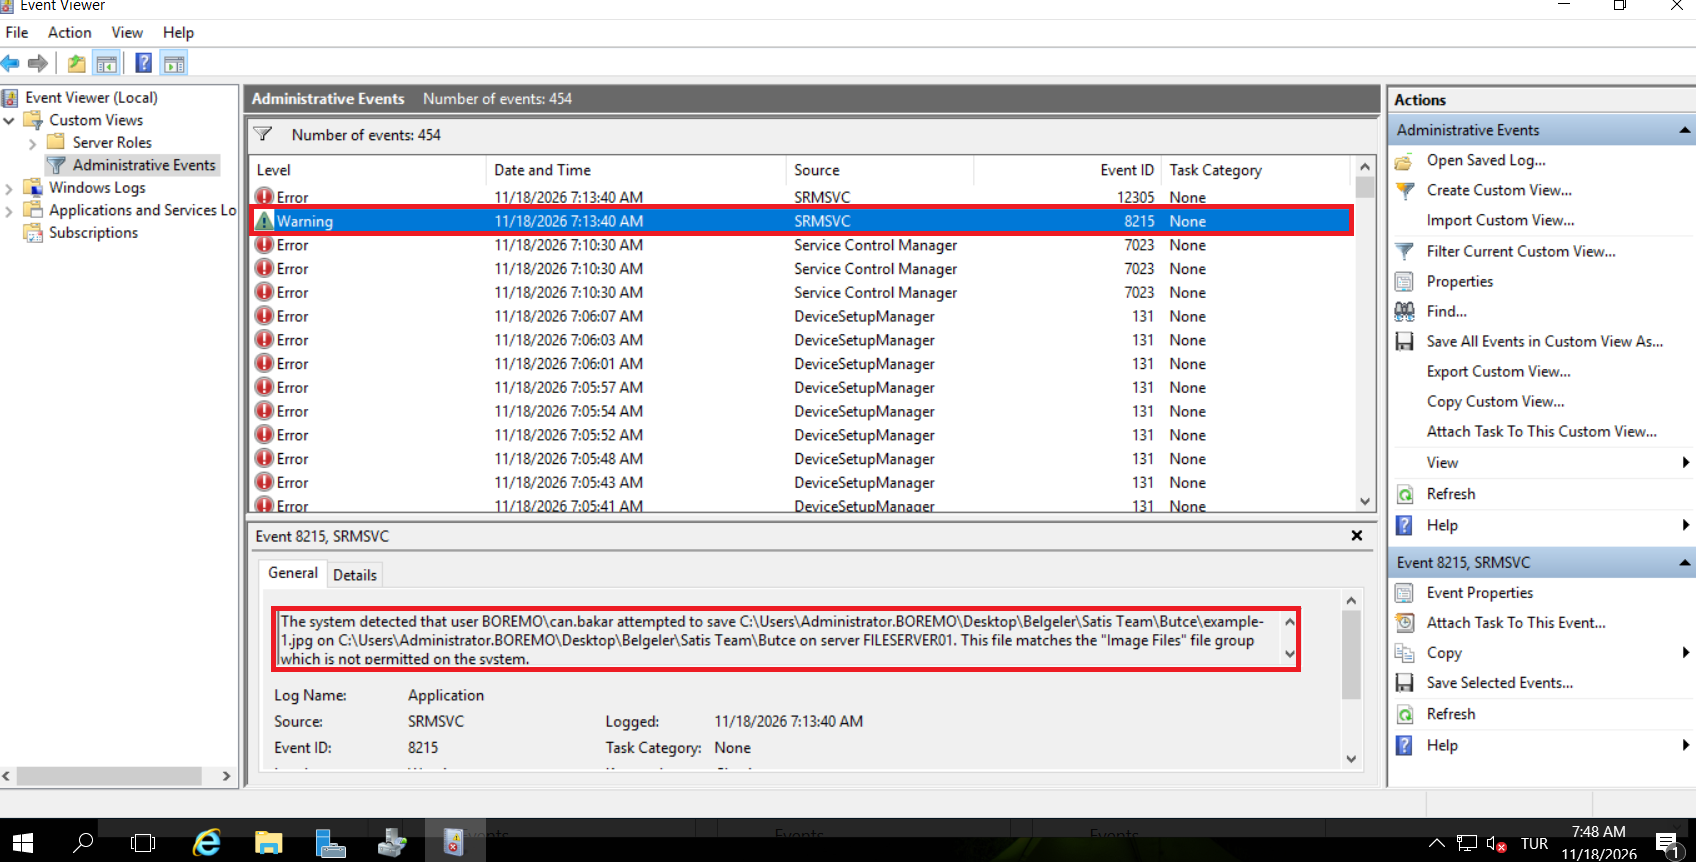 Event Viewer
File Action View Help
Event Viewer (Local)
Custom Views
Server Roles
Administrative Events
Windows Logs
Applications and Services Lo
Subscriptions
Administrative Events Number of events: 454
Number of events: 454
Level Date and Time Source Event ID Task Category
Error 11/18/2026 7:13:40 AM SRMSVC 12305 None
Warning 11/18/2026 7:13:40 AM SRMSVC 8215 None
Error 11/18/2026 7:10:30 AM Service Control Manager 7023 None
Error 11/18/2026 7:10:30 AM Service Control Manager 7023 None
Error 11/18/2026 7:10:30 AM Service Control Manager 7023 None
Error 11/18/2026 7:06:07 AM DeviceSetupManager 131 None
Error 11/18/2026 7:06:03 AM DeviceSetupManager 131 None
Error 11/18/2026 7:06:01 AM DeviceSetupManager 131 None
Error 11/18/2026 7:05:57 AM DeviceSetupManager 131 None
Error 11/18/2026 7:05:54 AM DeviceSetupManager 131 None
Error 11/18/2026 7:05:52 AM DeviceSetupManager 131 None
Error 11/18/2026 7:05:48 AM DeviceSetupManager 131 None
Error 11/18/2026 7:05:43 AM DeviceSetupManager 131 None
Error 11/18/2026 7:05:41 AM DeviceSetupManager 131 None
Event 8215, SRMSVC
General Details
The system detected that user BOREMO\can.bakar attempted to save C:\Users\Administrator.BOREMO\Desktop\Belgeler\Satis Team\Butce\example-
1.jpg on C:\Users\Administrator.BOREMO\Desktop\Belgeler\Satis Team\Butce on server FILESERVER01. This file matches the "Image Files" file group
which is not permitted on the system.
Log Name: Application
Source: SRMSVC Logged: 11/18/2026 7:13:40 AM
Event ID: 8215 Task Category: None
Actions
Administrative Events
Open Saved Log...
Create Custom View...
Import Custom View...
Filter Current Custom View...
Properties
Find...
Save All Events in Custom View As...
Export Custom View...
Copy Custom View...
Attach Task To This Custom View...
View
Refresh
Help
Event 8215, SRMSVC
Event Properties
Attach Task To This Event...
Copy
Save Selected Events...
Refresh
Help
Events Events
TUR
7:48 AM
11/18/2026
1